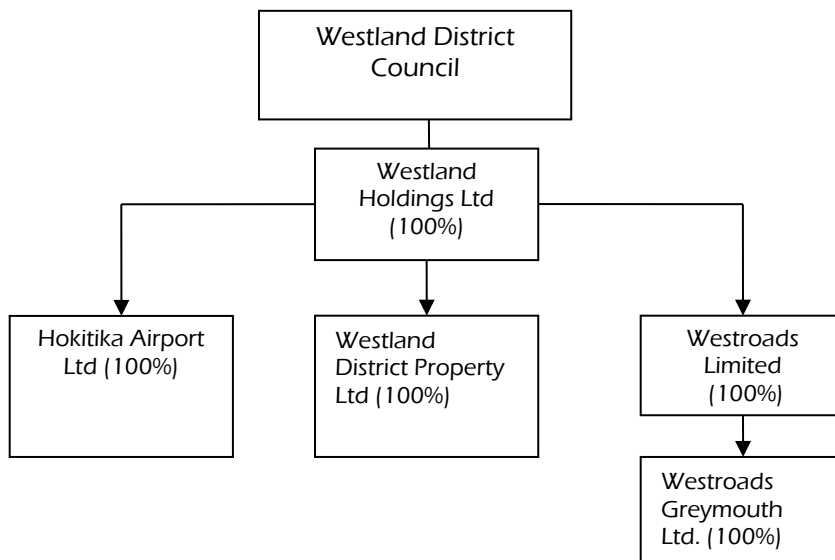 Westland District
Council
Westland
Holdings Ltd
(100%)
Hokitika Airport
Ltd (100%)
Westland
District Property
Ltd (100%)
Westroads
Limited
(100%)
Westroads
Greymouth
Ltd. (100%)